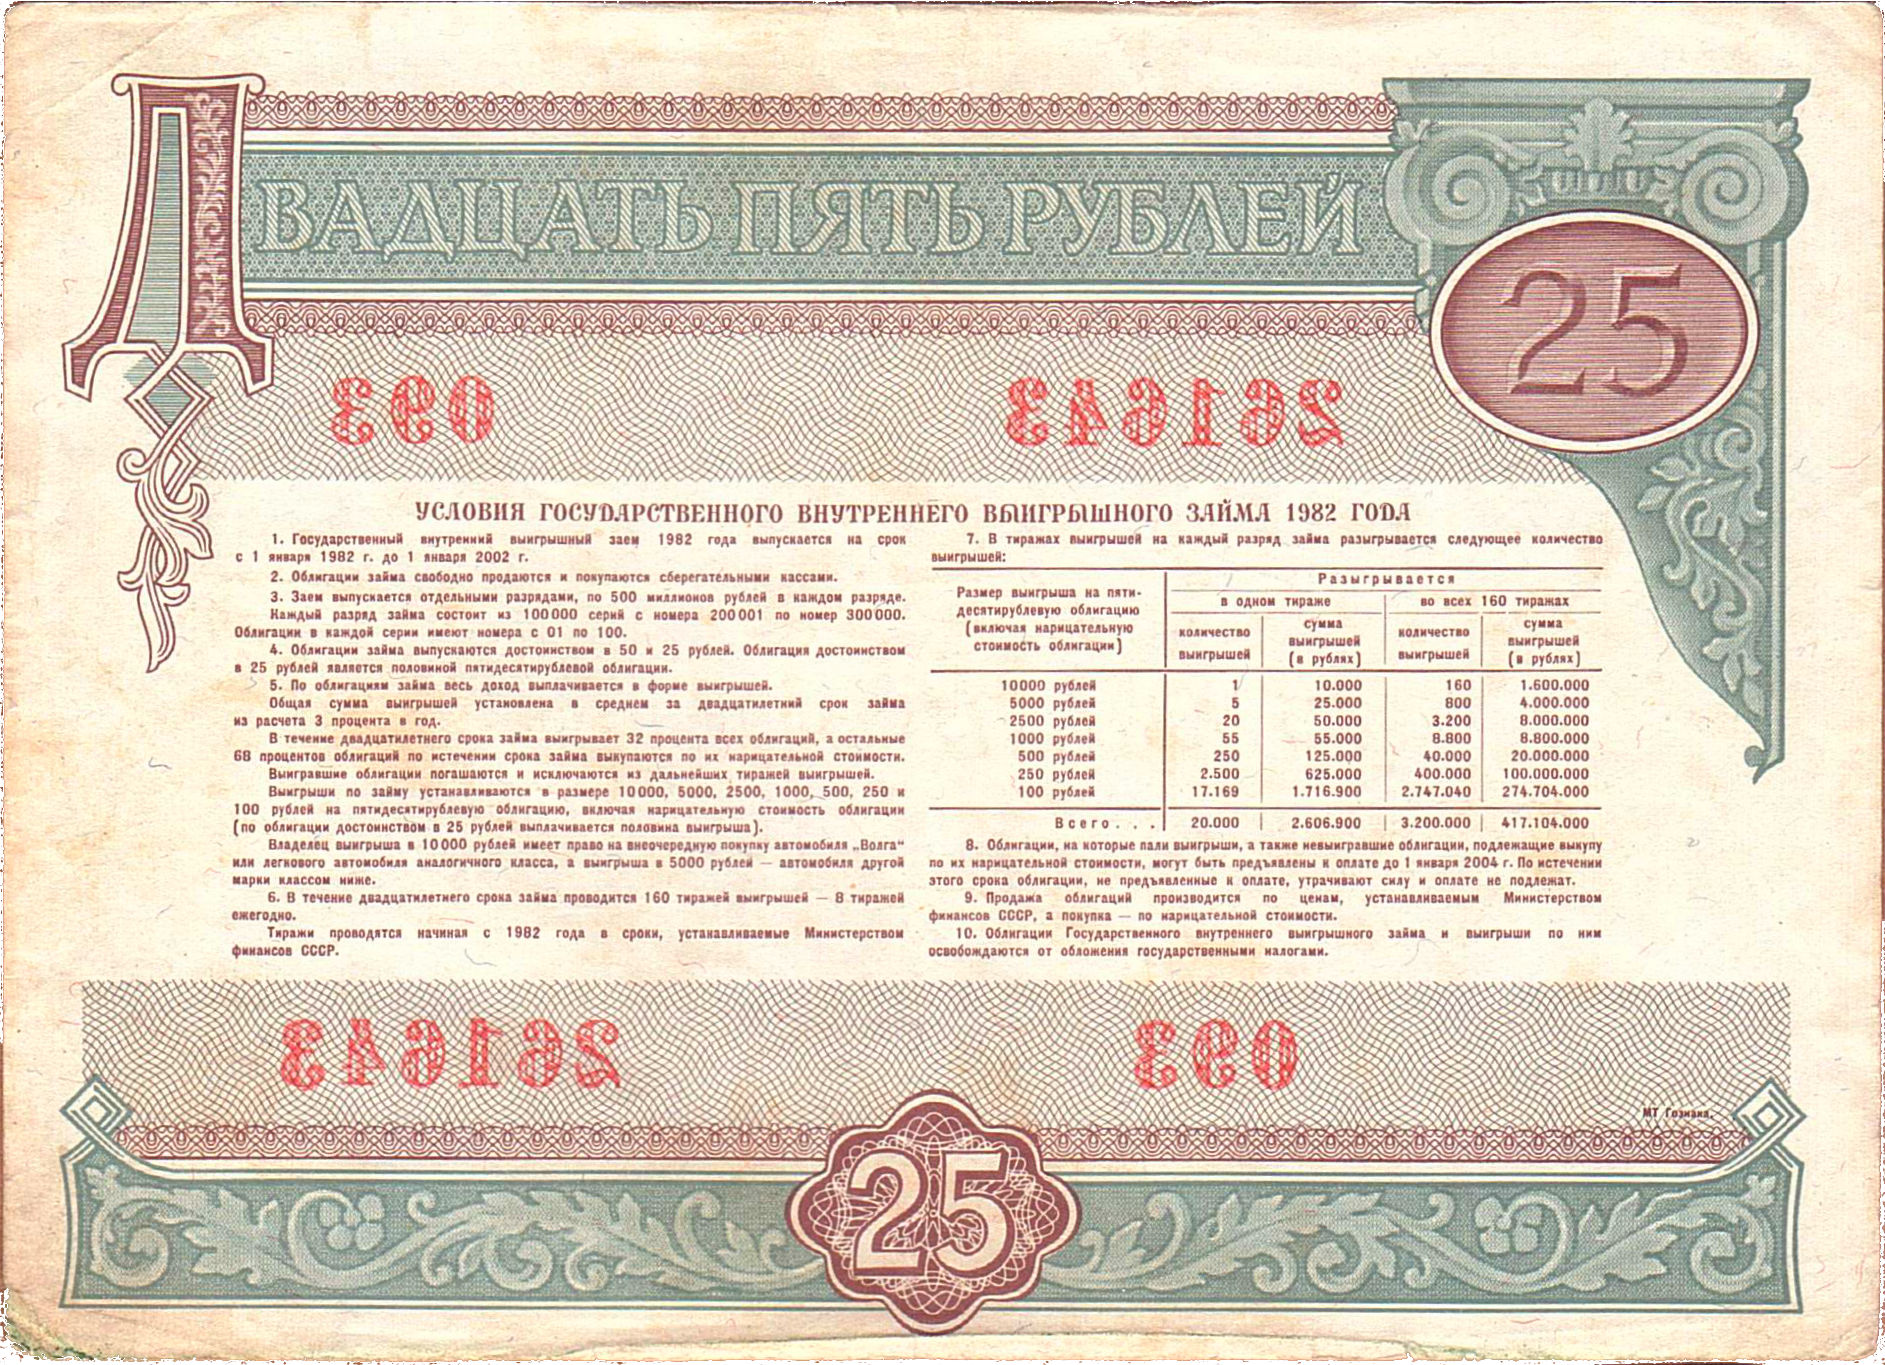 ДВАДЦАТЬ ПЯТЬ РУБЛЕЙ
25
093 261643
УСЛОВИЯ ГОСУДАРСТВЕННОГО ВНУТРЕННЕГО ВЫИГРЫШНОГО ЗАЙМА 1982 ГОДА
1. Государственный внутренний выигрышный заем 1982 года выпускается на срок
с 1 января 1982 г. до 1 января 2002 г.
2. Облигации займа свободно продаются и покупаются сберегательными кассами.
3. Заем выпускается отдельными разрядами, по 500 миллионов рублей в каждом разряде.
Каждый разряд займа состоит из 100000 серий с номера 200001 по номер 300000.
Облигации в каждой серии имеют номера с 01 по 100.
4. Облигации займа выпускаются достоинством в 50 и 25 рублей. Облигация достоинством
в 25 рублей является половиной пятидесятирублевой облигации.
5. По облигациям займа весь доход выплачивается в форме выигрышей.
Общая сумма выигрышей установлена в среднем за двадцатилетний срок займа
из расчета 3 процента в год.
В течение двадцатилетнего срока займа выигрывает 32 процента всех облигаций, а остальные
68 процентов облигаций по истечении срока займа выкупаются по их нарицательной стоимости.
Выигравшие облигации погашаются и исключаются из дальнейших тиражей выигрышей.
Выигрыши по займу устанавливаются в размере 10000, 5000, 2500, 1000, 500, 250 и
100 рублей на пятидесятирублевую облигацию, включая нарицательную стоимость облигации
(по облигации достоинством в 25 рублей выплачивается половина выигрыша).
Владелец выигрыша в 10000 рублей имеет право на внеочередную покупку автомобиля „Волга“
или легкового автомобиля аналогичного класса, а выигрыша в 5000 рублей — автомобиля другой
марки классом ниже.
6. В течение двадцатилетнего срока займа проводится 160 тиражей выигрышей — 8 тиражей
ежегодно.
Тиражи проводятся начиная с 1982 года в сроки, устанавливаемые Министерством
финансов СССР.
7. В тиражах выигрышей на каждый разряд займа разыгрывается следующее количество
выигрышей:
Размер выигрыша на пяти-
десятирублевую облигацию
(включая нарицательную
стоимость облигации)
Разыгрывается
в одном тираже во всех 160 тиражах
количество выигрышей сумма выигрышей (в рублях) количество выигрышей сумма выигрышей (в рублях)
10000 рублей 1 10.000 160 1.600.000
5000 рублей 5 25.000 800 4.000.000
2500 рублей 20 50.000 3.200 8.000.000
1000 рублей 55 55.000 8.800 8.800.000
500 рублей 250 125.000 40.000 20.000.000
250 рублей 2.500 625.000 400.000 100.000.000
100 рублей 17.169 1.716.900 2.747.040 274.704.000
Всего... 20.000 2.606.900 3.200.000 417.104.000
8. Облигации, на которые пали выигрыши, а также невыигравшие облигации, подлежащие выкупу
по их нарицательной стоимости, могут быть предъявлены к оплате до 1 января 2004 г. По истечении
этого срока облигации, не предъявленные к оплате, утрачивают силу и оплате не подлежат.
9. Продажа облигаций производится по ценам, устанавливаемым Министерством
финансов СССР, а покупка — по нарицательной стоимости.
10. Облигации Государственного внутреннего выигрышного займа и выигрыши по ним
освобождаются от обложения государственными налогами.
261643 093
МТ Гознака.
25